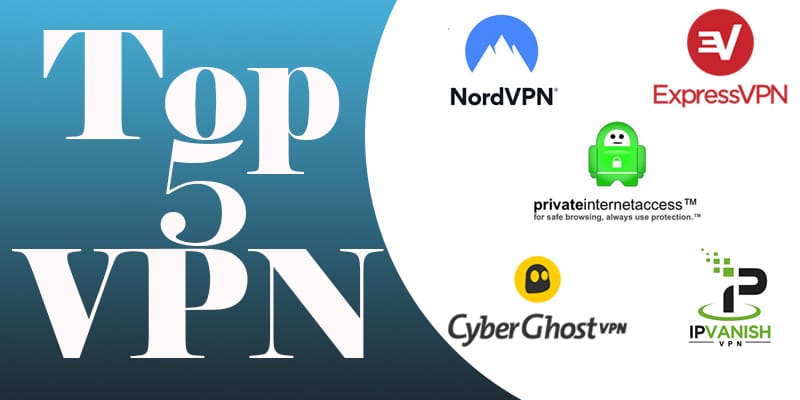 Top
5
VPN
NordVPN®
ExpressVPN
privateinternetaccess™
for safe browsing, always use protection.™
CyberGhost VPN
IPVANISH
VPN